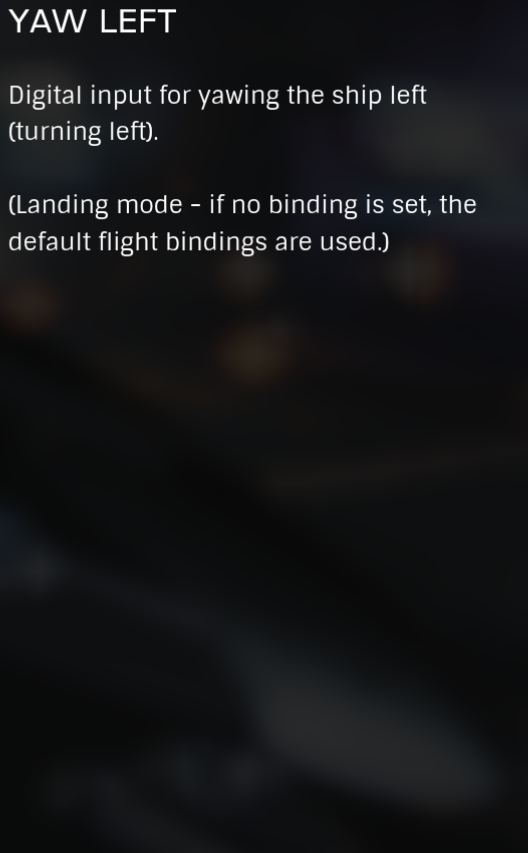 YAW LEFT
Digital input for yawing the ship left
(turning left).
(Landing mode - if no binding is set, the
default flight bindings are used.)